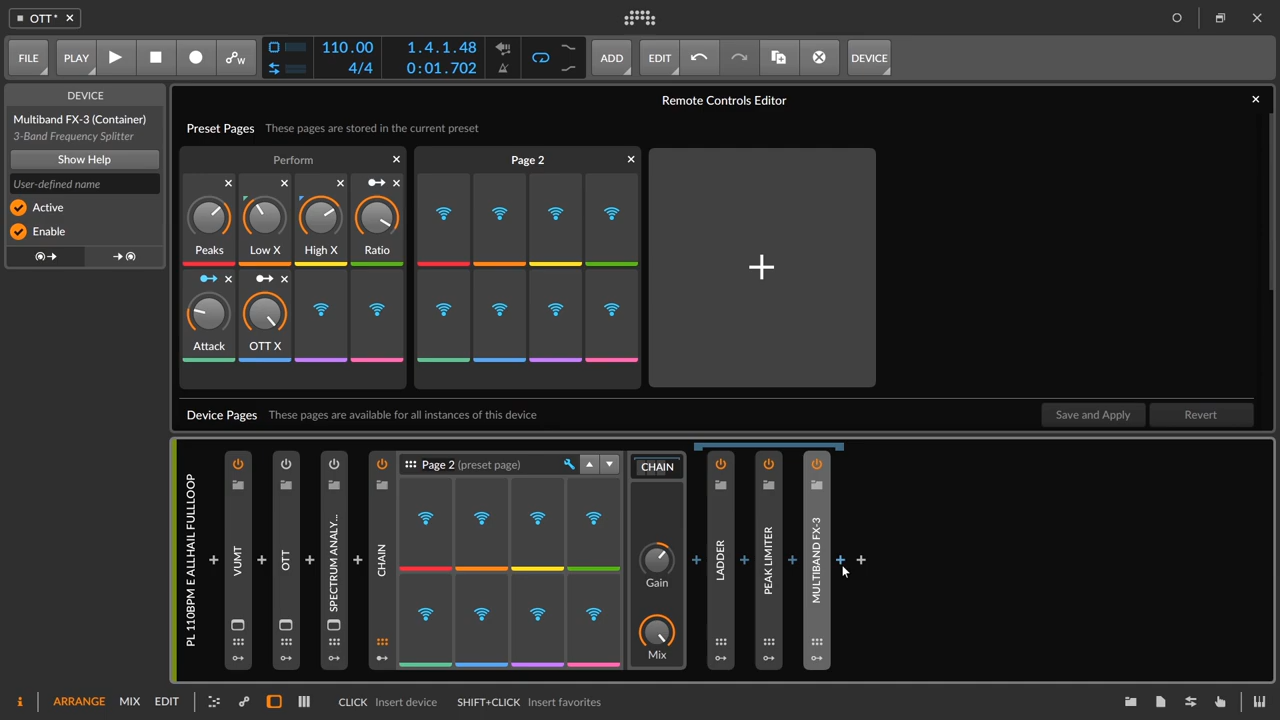 OTT*
FILE
PLAY
110.00
4/4
1.4.1.48
0:01.702
ADD
EDIT
DEVICE
DEVICE
Multiband FX-3 (Container)
3-Band Frequency Splitter
Show Help
User-defined name
Active
Enable
Remote Controls Editor
Preset Pages These pages are stored in the current preset
Perform
Page 2
Peaks
Low X
High X
Ratio
Attack
OTT X
Device Pages These pages are available for all instances of this device
Save and Apply
Revert
PL 110BPM E ALLHAIL FULLLOOP
VUMT
OTT
SPECTRUM ANALY...
CHAIN
Page 2 (preset page)
CHAIN
Gain
Mix
LADDER
PEAK LIMITER
MULTIBAND FX-3
i
ARRANGE
MIX
EDIT
CLICK Insert device
SHIFT+CLICK Insert favorites